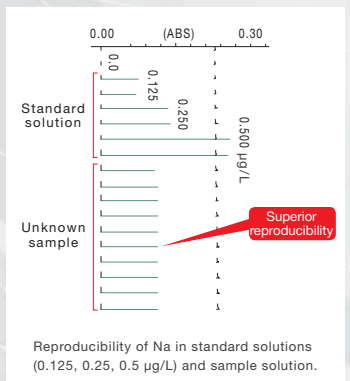 0.00 (ABS) 0.30
0.0
0.125
0.250
0.500 µg/L
Standard
solution
Unknown
sample
Superior
reproducibility
Reproducibility of Na in standard solutions
(0.125, 0.25, 0.5 µg/L) and sample solution.